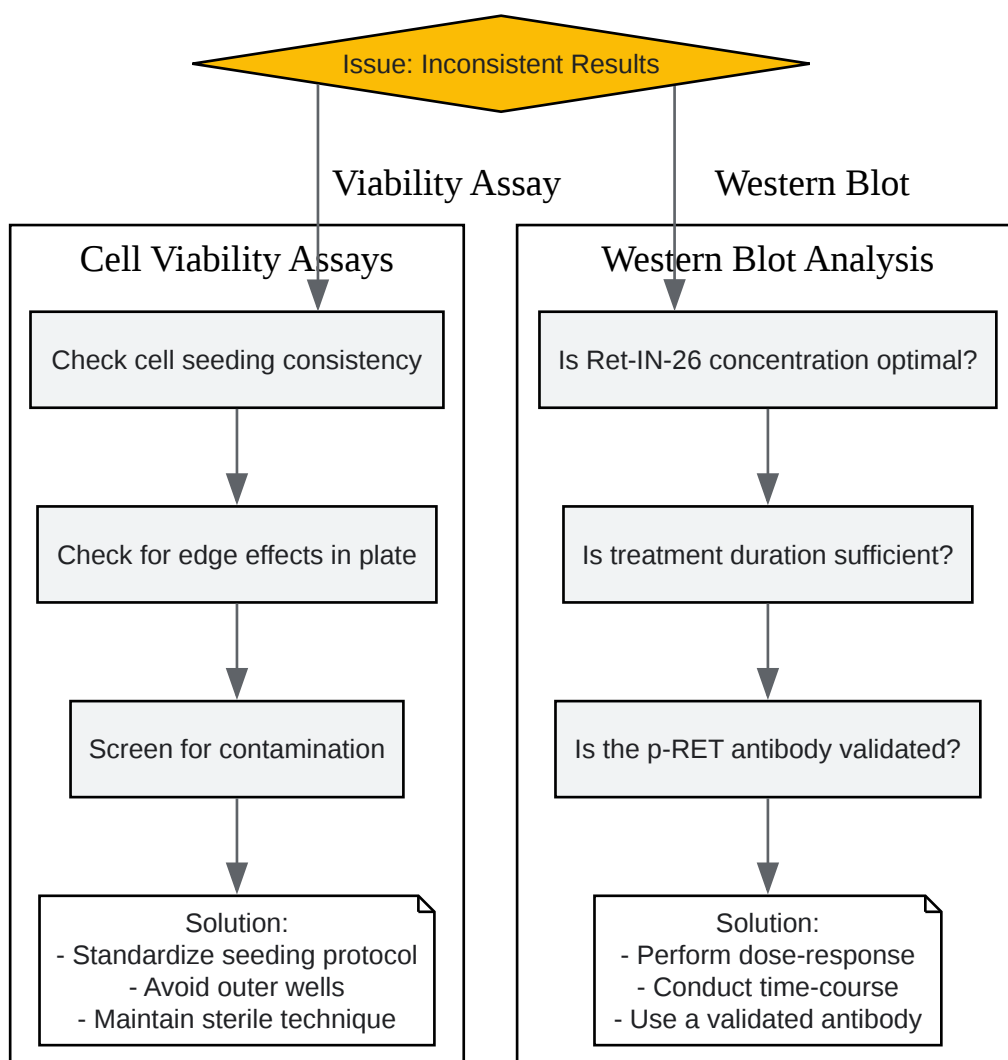 Issue: Inconsistent Results
Viability Assay
Western Blot
Cell Viability Assays
Check cell seeding consistency
Check for edge effects in plate
Screen for contamination
Solution:
- Standardize seeding protocol
- Avoid outer wells
- Maintain sterile technique
Western Blot Analysis
Is Ret-IN-26 concentration optimal?
Is treatment duration sufficient?
Is the p-RET antibody validated?
Solution:
- Perform dose-response
- Conduct time-course
- Use a validated antibody